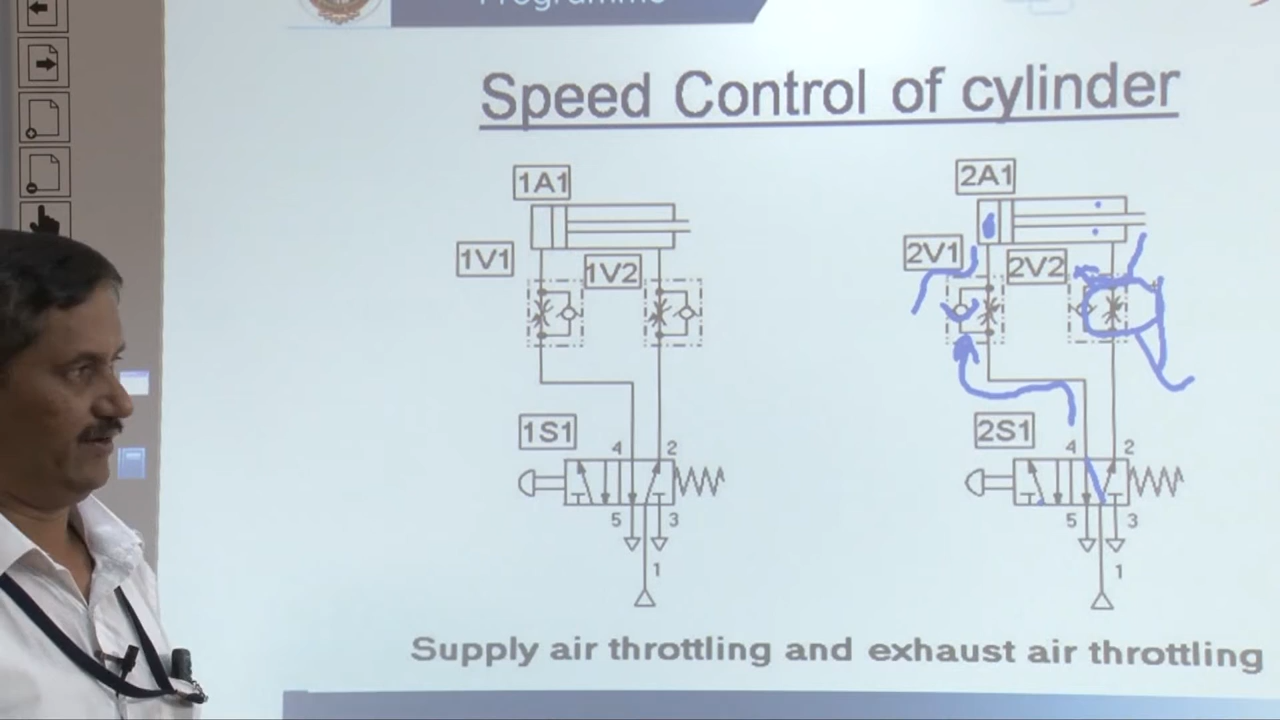 Programme
Speed Control of cylinder
1A1
2A1
1V1
1V2
2V1
2V2
1S1
4
2
2S1
4
2
5
3
5
3
1
1
Supply air throttling and exhaust air throttling